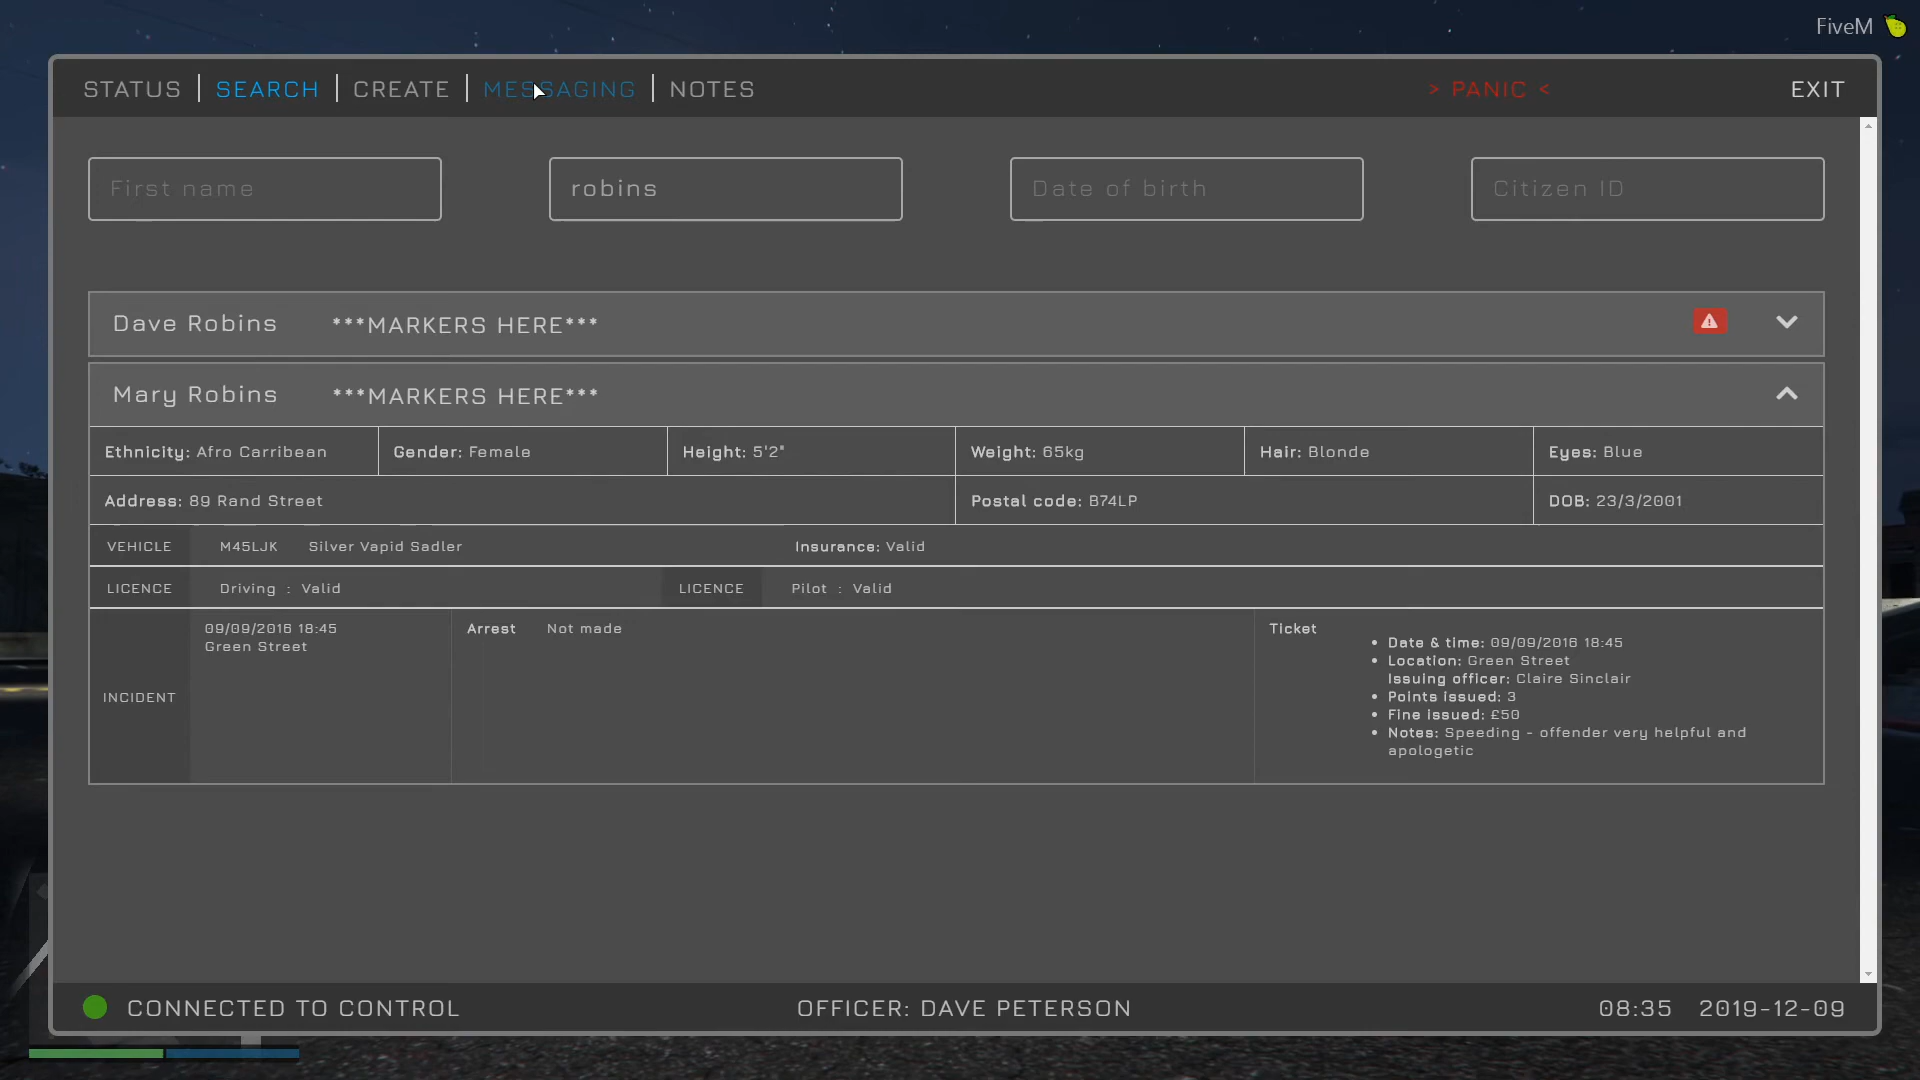 FiveM
STATUS | SEARCH | CREATE | MESSAGING | NOTES > PANIC < EXIT
First name robins Date of birth Citizen ID
Dave Robins ***MARKERS HERE***
Mary Robins ***MARKERS HERE***
Ethnicity: Afro Carribean Gender: Female Height: 5'2" Weight: 65kg Hair: Blonde Eyes: Blue
Address: 89 Rand Street Postal code: B74LP DOB: 23/3/2001
VEHICLE M45LJK Silver Vapid Sadler Insurance: Valid
LICENCE Driving : Valid LICENCE Pilot : Valid
INCIDENT
09/09/2016 18:45
Green Street
Arrest Not made
Ticket
• Date & time: 09/09/2016 18:45
• Location: Green Street
Issuing officer: Claire Sinclair
• Points issued: 3
• Fine issued: £50
• Notes: Speeding - offender very helpful and
apologetic
CONNECTED TO CONTROL OFFICER: DAVE PETERSON 08:35 2019-12-09